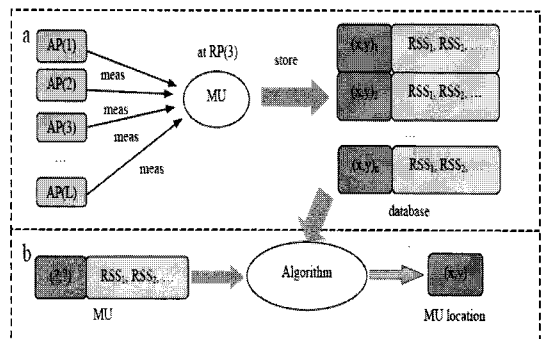 a
AP(1)
AP(2)
AP(3)
...
AP(L)
meas
meas
meas
meas
at RP(3)
MU
store
(x,y)₁ RSS₁, RSS₂, ...
(x,y)₂ RSS₁, RSS₂, ...
...
RSS₁, RSS₂,
database
b
(?,?) RSS₁, RSS₂, ...
MU
Algorithm
(x,y)
MU location